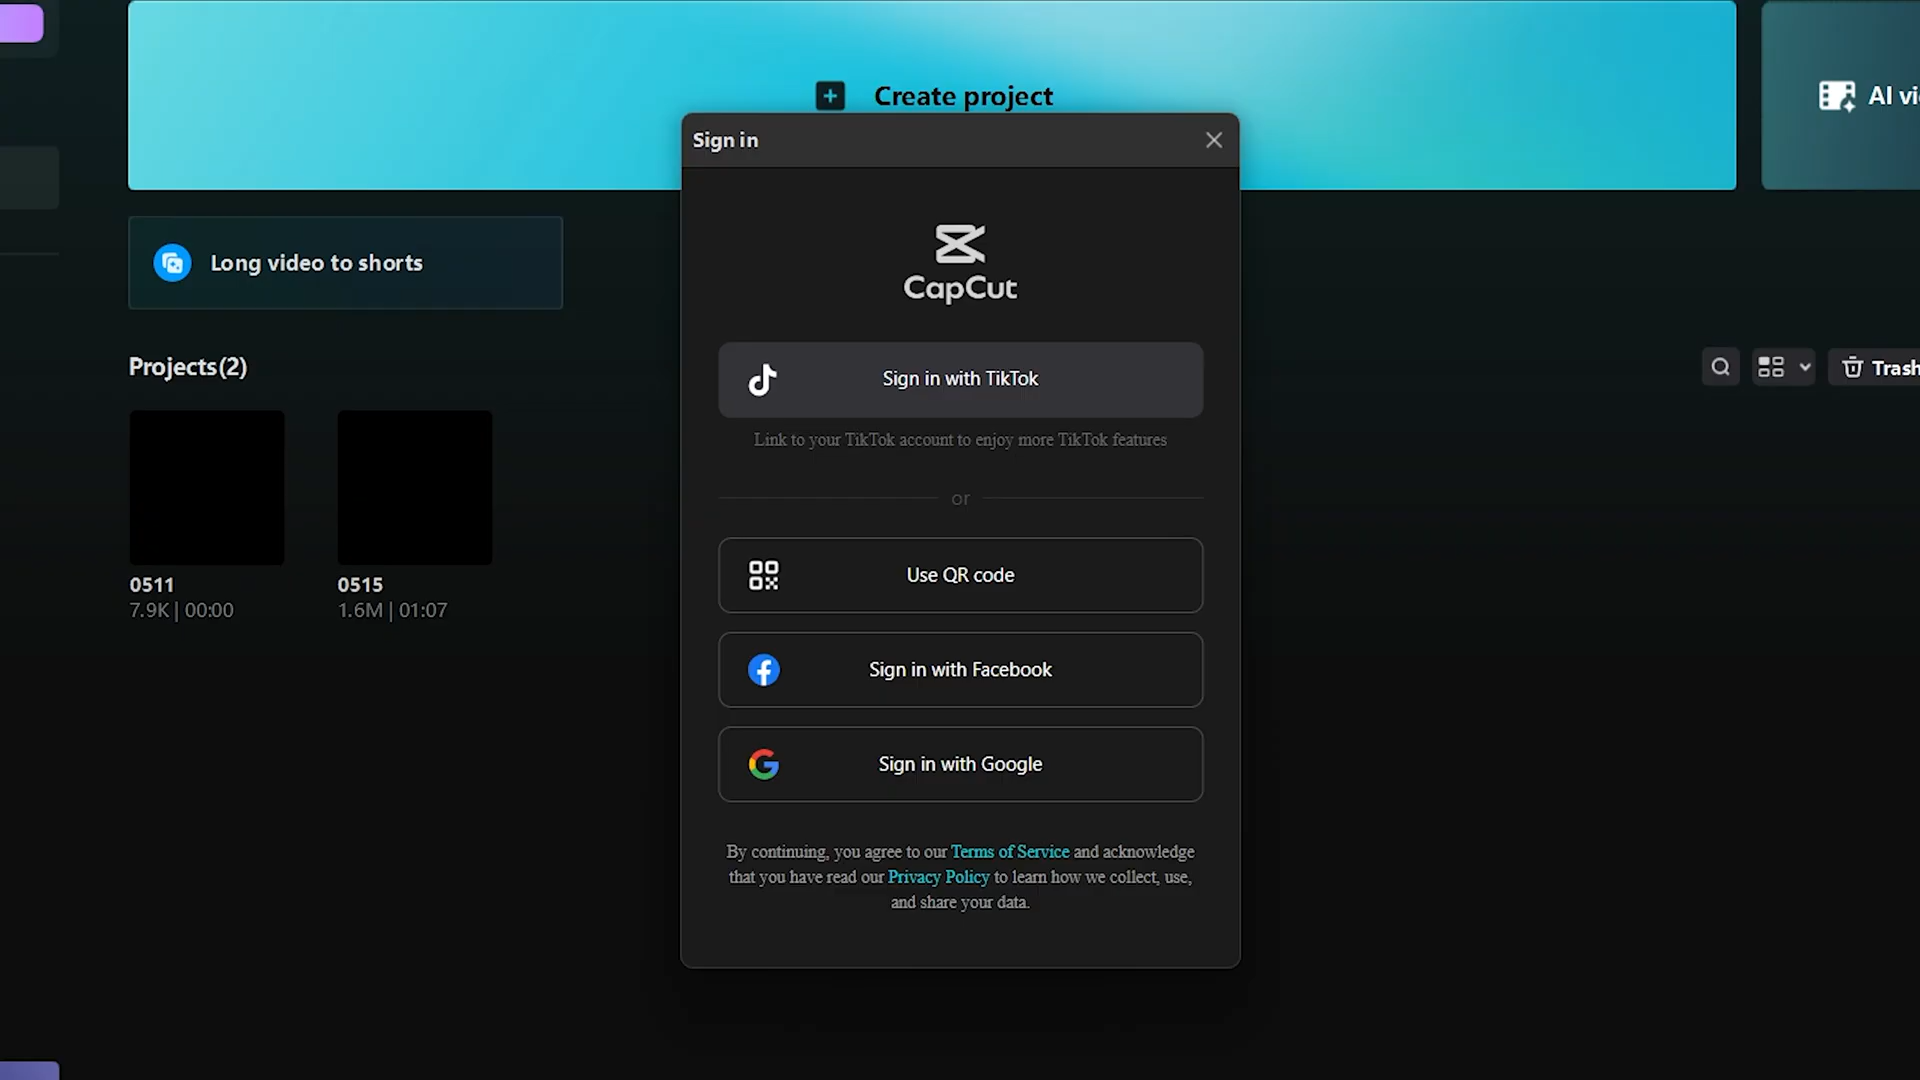 Create project
AI vi
Sign in
CapCut
Long video to shorts
Sign in with TikTok
Link to your TikTok account to enjoy more TikTok features
or
Projects(2)
Trash
0511
7.9K | 00:00
0515
1.6M | 01:07
Use QR code
Sign in with Facebook
Sign in with Google
By continuing, you agree to our Terms of Service and acknowledge
that you have read our Privacy Policy to learn how we collect, use,
and share your data.